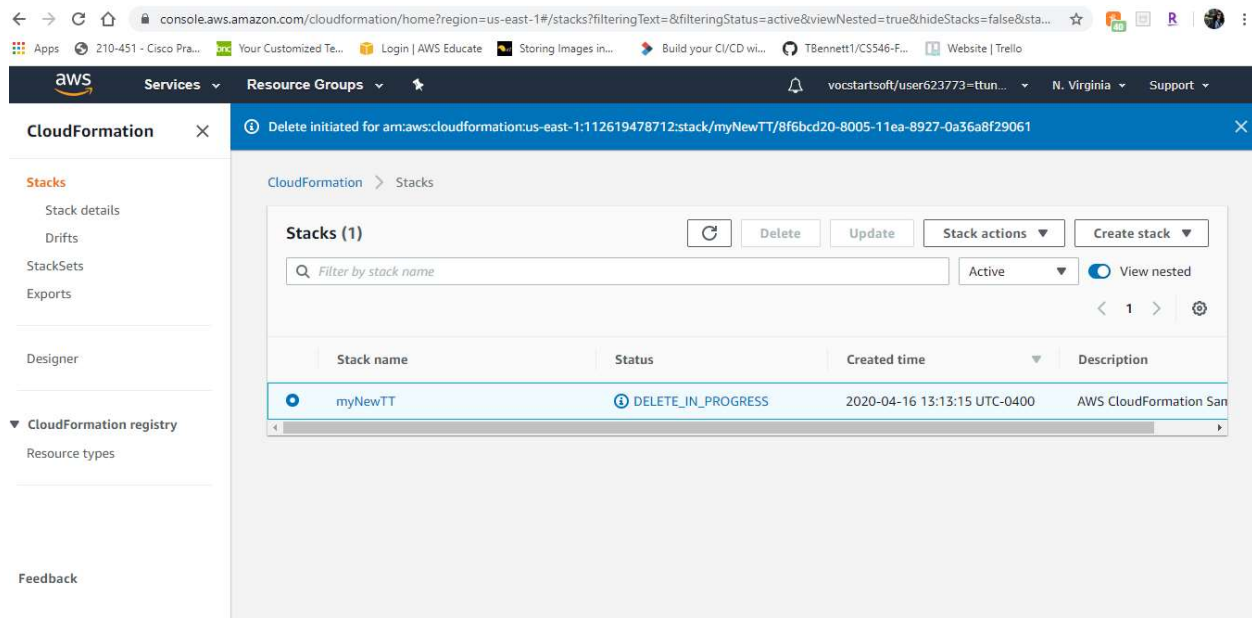 console.aws.amazon.com/cloudformation/home?region=us-east-1#/stacks?filteringText=&filteringStatus=active&viewNested=true&hideStacks=false&sta...
40
R
Apps 210-451 - Cisco Pra... Your Customized Te... Login | AWS Educate Storing Images in... Build your CI/CD wi... TBennett1/CS546-F... Website | Trello
aws Services Resource Groups vocstartsoft/user623773=ttun... N. Virginia Support
CloudFormation
Delete initiated for arn:aws:cloudformation:us-east-1:112619478712:stack/myNewTT/8f6bcd20-8005-11ea-8927-0a36a8f29061
Stacks
Stack details
Drifts
StackSets
Exports
Designer
CloudFormation registry
Resource types
Feedback
CloudFormation > Stacks
Stacks (1) Delete Update Stack actions Create stack
Filter by stack name Active View nested
1
Stack name Status Created time Description
myNewTT DELETE_IN_PROGRESS 2020-04-16 13:13:15 UTC-0400 AWS CloudFormation San